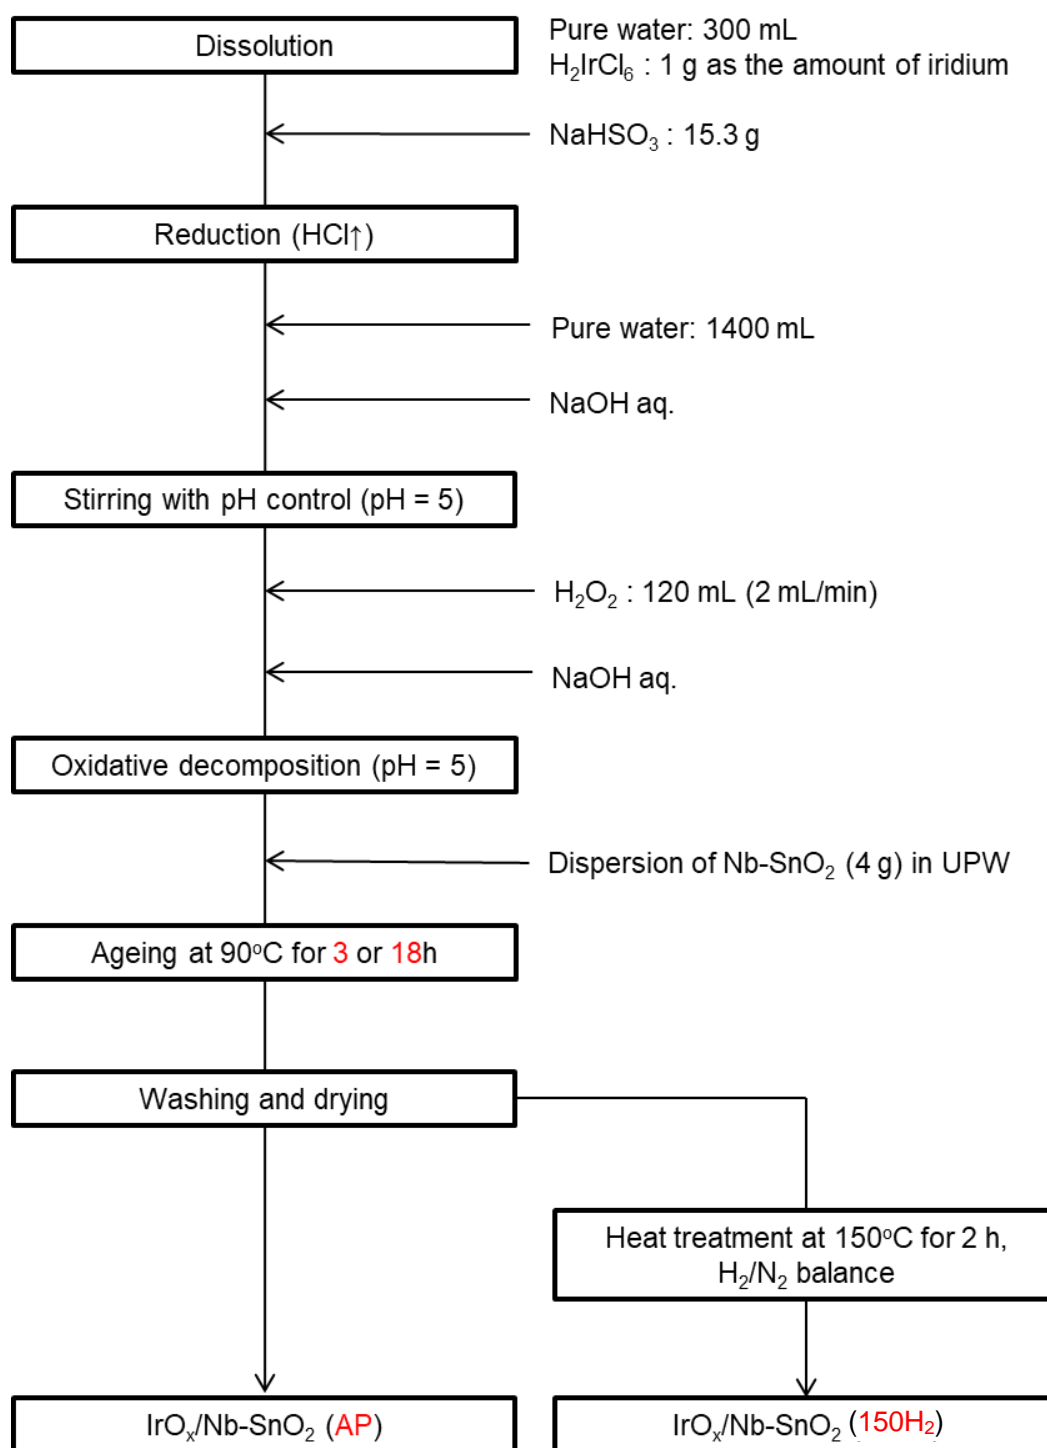 Dissolution
Pure water: 300 mL
H₂IrCl₆ : 1 g as the amount of iridium
NaHSO₃ : 15.3 g
Reduction (HCl↑)
Pure water: 1400 mL
NaOH aq.
Stirring with pH control (pH = 5)
H₂O₂ : 120 mL (2 mL/min)
NaOH aq.
Oxidative decomposition (pH = 5)
Dispersion of Nb-SnO₂ (4 g) in UPW
Ageing at 90°C for 3 or 18h
Washing and drying
Heat treatment at 150°C for 2 h,
H₂/N₂ balance
IrOₓ/Nb-SnO₂ (AP)
IrOₓ/Nb-SnO₂ (150H₂)